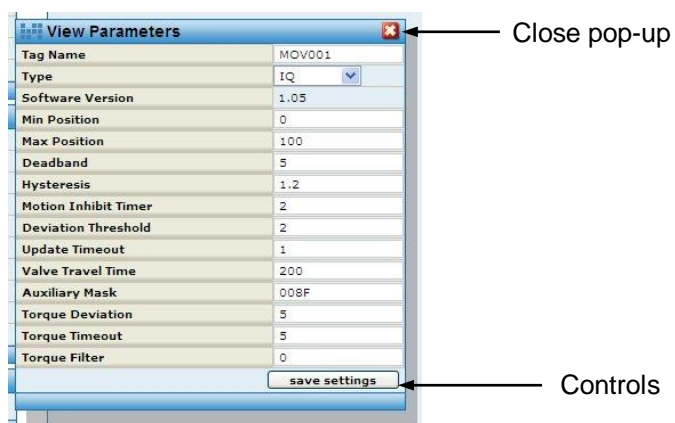 View Parameters
Close pop-up
Tag Name MOV001
Type IQ
Software Version 1.05
Min Position 0
Max Position 100
Deadband 5
Hysteresis 1.2
Motion Inhibit Timer 2
Deviation Threshold 2
Update Timeout 1
Valve Travel Time 200
Auxiliary Mask 008F
Torque Deviation 5
Torque Timeout 5
Torque Filter 0
save settings
Controls